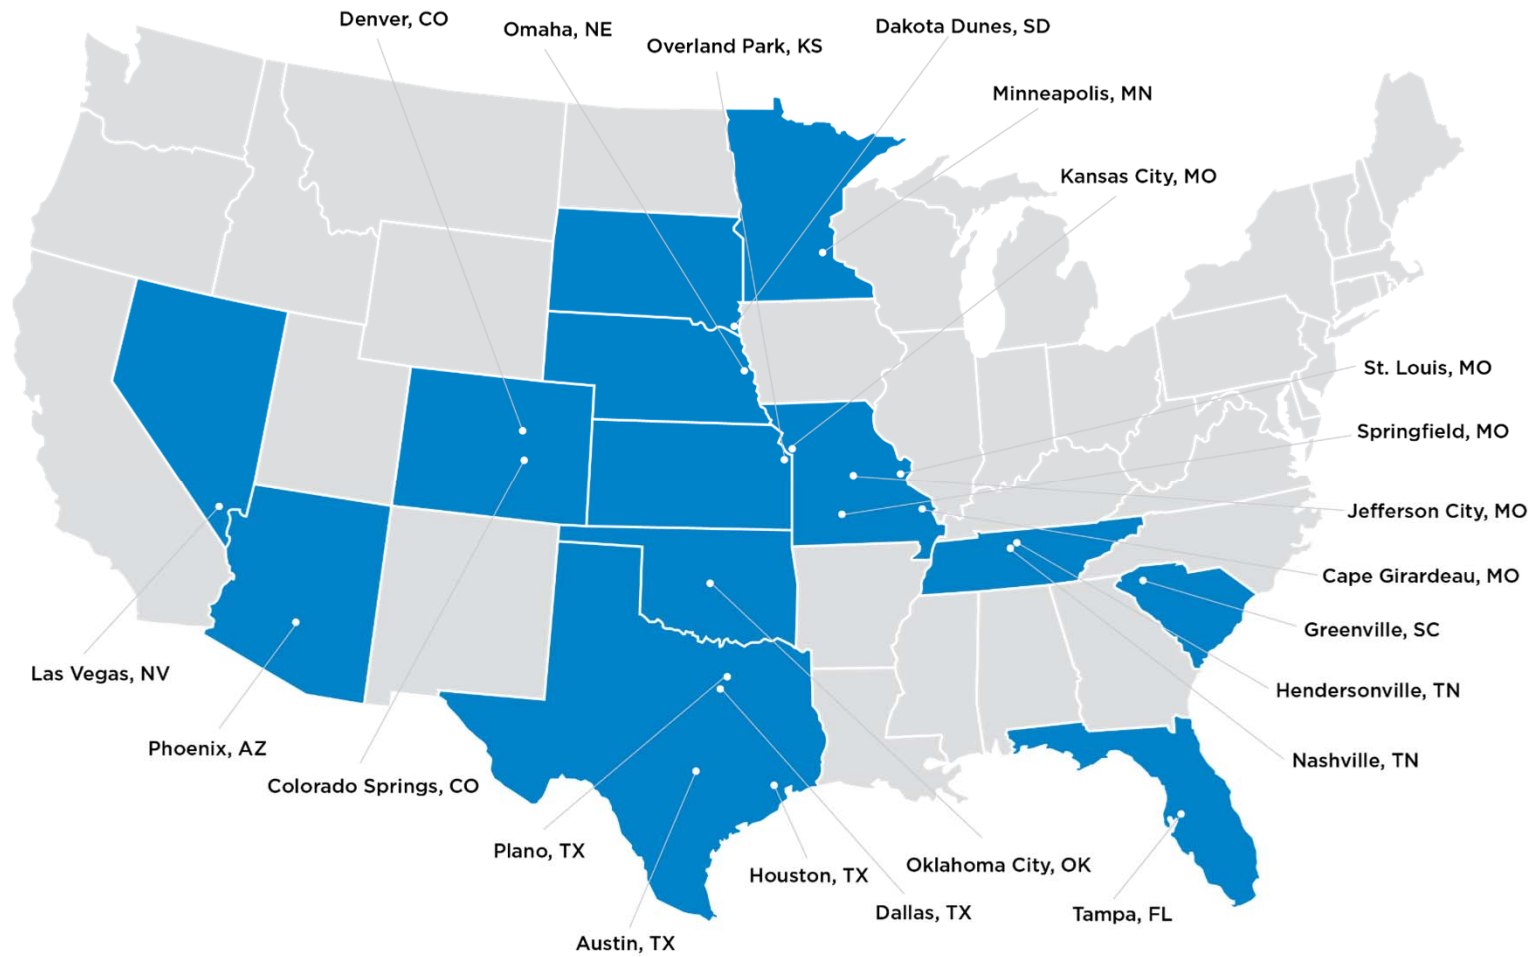 Denver, CO
Omaha, NE
Overland Park, KS
Dakota Dunes, SD
Minneapolis, MN
Kansas City, MO
St. Louis, MO
Springfield, MO
Jefferson City, MO
Cape Girardeau, MO
Greenville, SC
Hendersonville, TN
Nashville, TN
Las Vegas, NV
Phoenix, AZ
Colorado Springs, CO
Plano, TX
Houston, TX
Oklahoma City, OK
Dallas, TX
Tampa, FL
Austin, TX